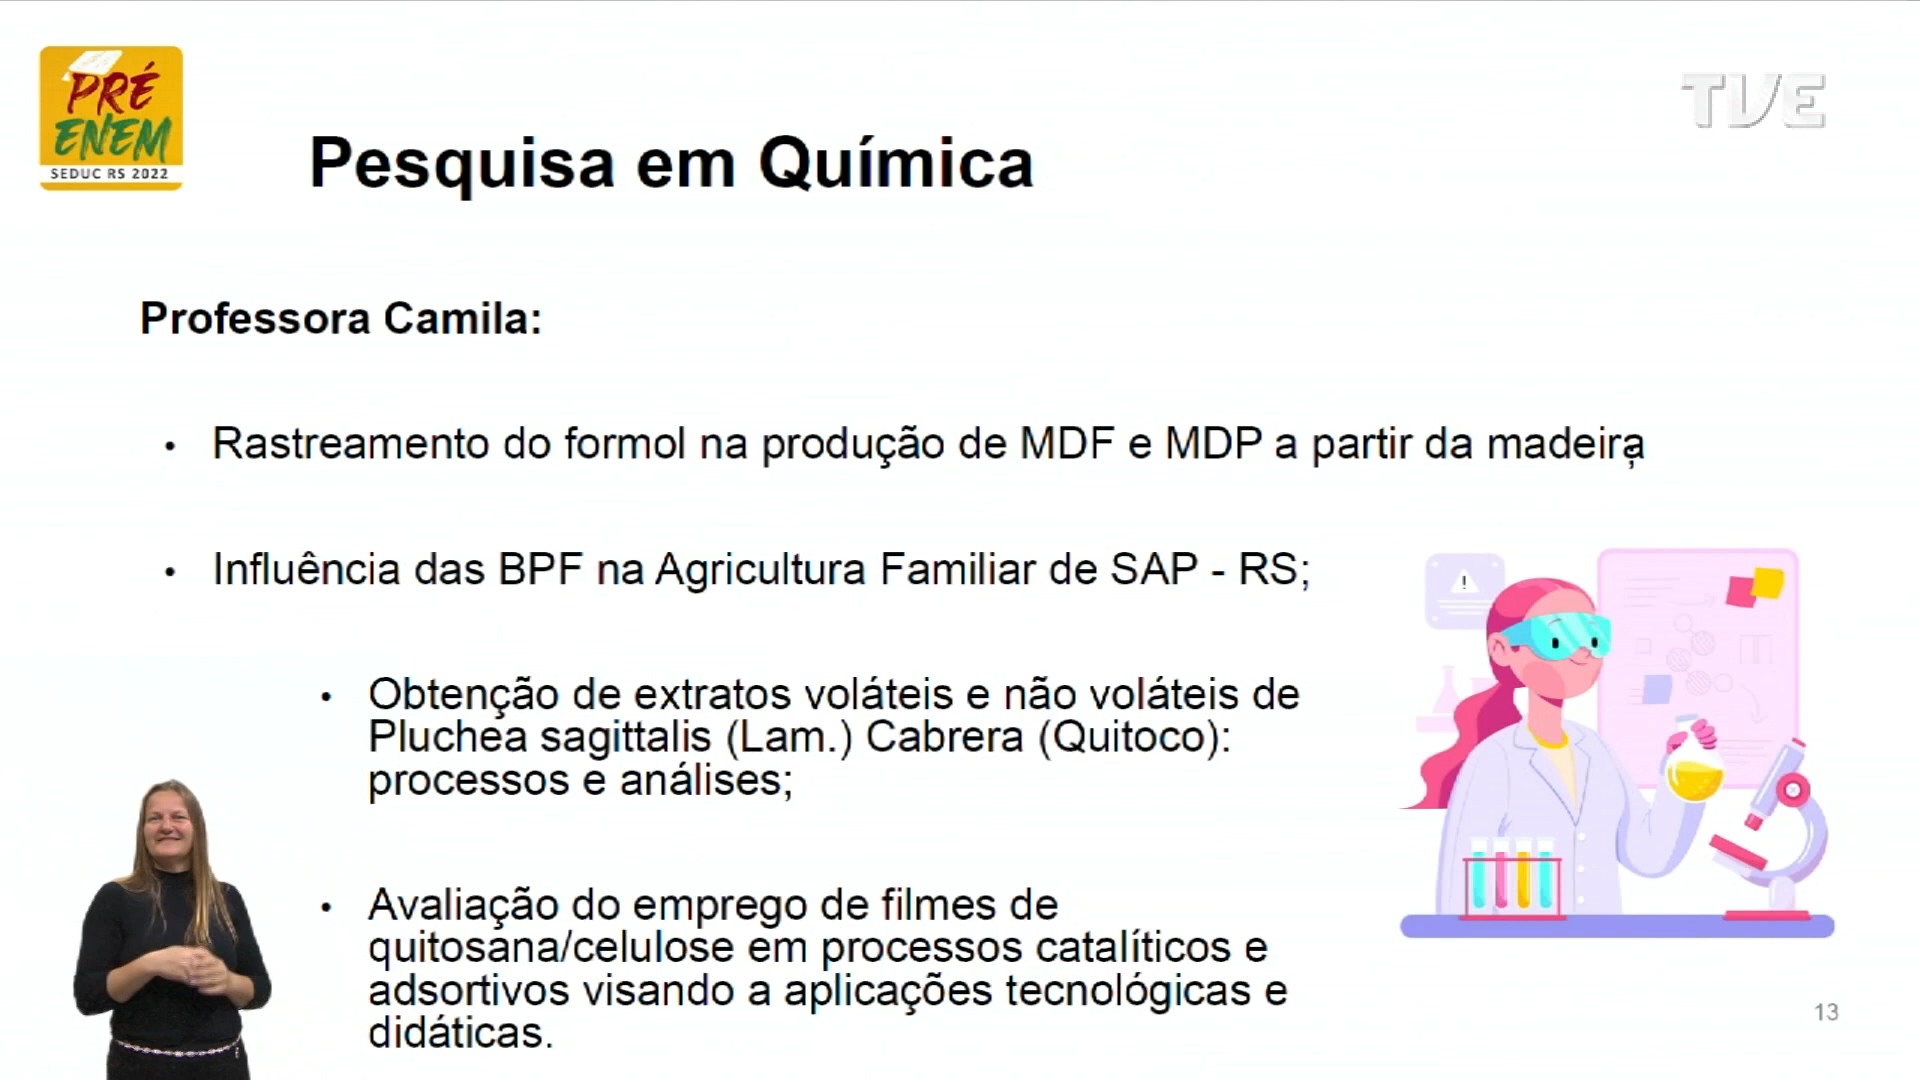 PRÉ
ENEM
SEDUC RS 2022
TVE
Pesquisa em Química
Professora Camila:
• Rastreamento do formol na produção de MDF e MDP a partir da madeira;
• Influência das BPF na Agricultura Familiar de SAP - RS;
• Obtenção de extratos voláteis e não voláteis de
Pluchea sagittalis (Lam.) Cabrera (Quitoco):
processos e análises;
• Avaliação do emprego de filmes de
quitosana/celulose em processos catalíticos e
adsortivos visando a aplicações tecnológicas e
didáticas.
!
13